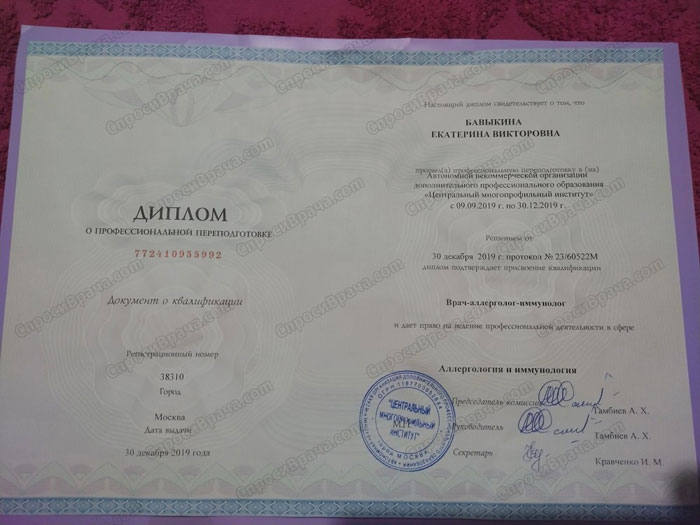 ДИПЛОМ
О ПРОФЕССИОНАЛЬНОЙ ПЕРЕПОДГОТОВКЕ
772410955992
Документ о квалификации
Регистрационный номер
38310
Город
Москва
Дата выдачи
30 декабря 2019 года
Настоящий диплом свидетельствует о том, что
БАВЫКИНА
ЕКАТЕРИНА ВИКТОРОВНА
прошел(а) профессиональную переподготовку в (на)
Автономной некоммерческой организации
дополнительного профессионального образования
«Центральный многопрофильный институт»
с 09.09.2019 г. по 30.12.2019 г.
Решением от
30 декабря 2019 г. протокол № 23/60522М
диплом подтверждает присвоение квалификации
Врач-аллерголог-иммунолог
и дает право на ведение профессиональной деятельности в сфере
Аллергология и иммунология
Председатель комиссии
Тамбиев А. Х.
Руководитель
Тамбиев А. Х.
Секретарь
Кравченко И. М.
М.П.
"ЦЕНТРАЛЬНЫЙ
МНОГОПРОФИЛЬНЫЙ
ИНСТИТУТ"
СпросиВрача.com